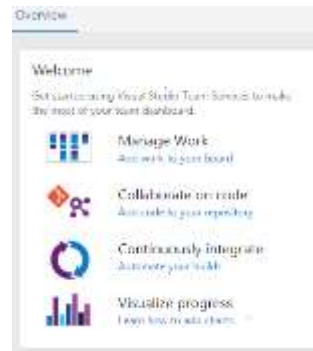 Overview
Welcome
Get started using Visual Studio Team Services to make
the most of your team dashboard.
Manage Work
Add work to your board
Collaborate on code
Add code to your repository
Continuously integrate
Automate your builds
Visualize progress
Learn how to add charts